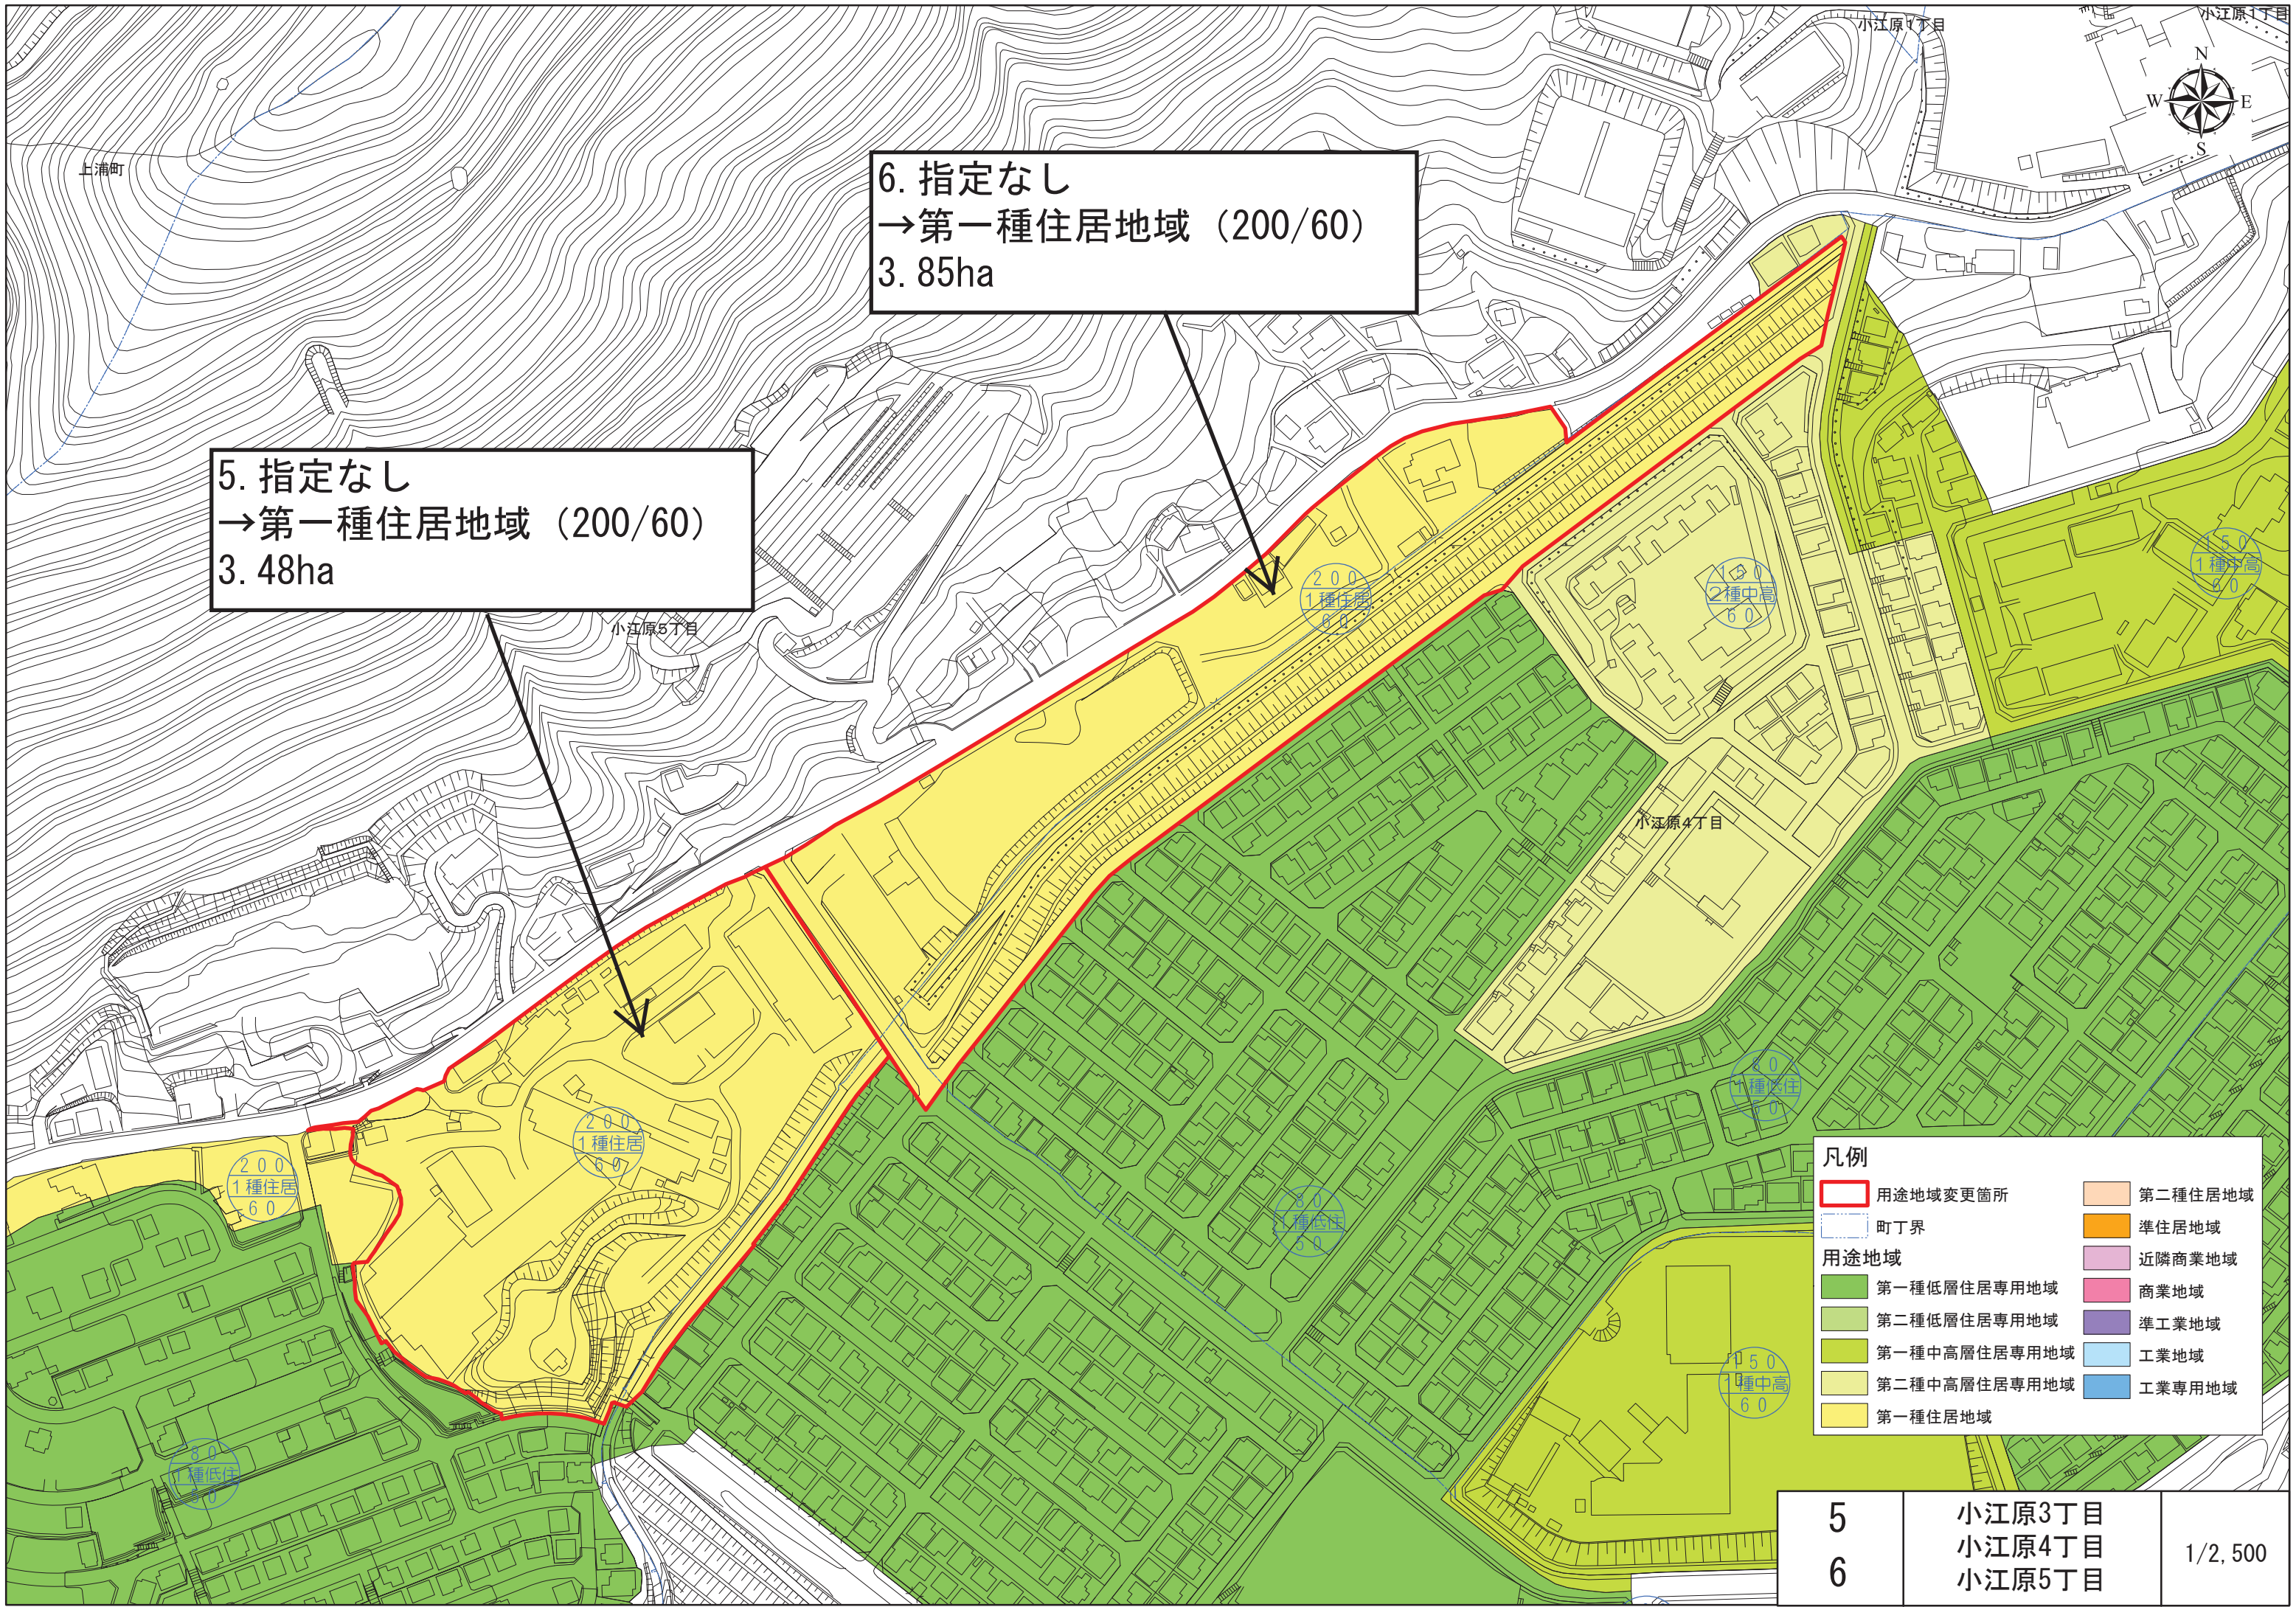 小江原1丁目
小江原1丁目
N
W
E
S
上浦町
6. 指定なし
→第一種住居地域（200/60）
3. 85ha
5. 指定なし
→第一種住居地域（200/60）
3. 48ha
小江原5丁目
200
1種住居
60
150
2種中高
60
150
1種中高
60
小江原4丁目
80
1種低住
50
200
1種住居
60
200
1種住居
60
80
1種低住
50
150
1種中高
60
80
1種低住
50
凡例
用途地域変更箇所
町丁界
用途地域
第一種低層住居専用地域
第二種低層住居専用地域
第一種中高層住居専用地域
第二種中高層住居専用地域
第一種住居地域
第二種住居地域
準住居地域
近隣商業地域
商業地域
準工業地域
工業地域
工業専用地域
5
6
小江原3丁目
小江原4丁目
小江原5丁目
1/2,500